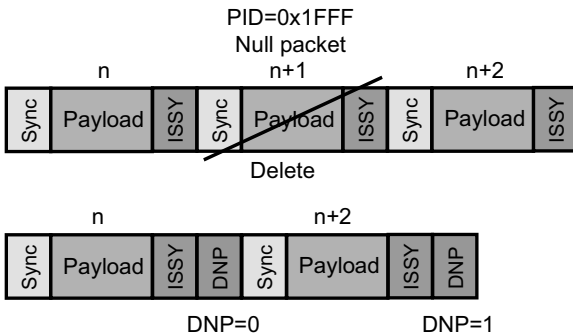 PID=0x1FFF
Null packet
n n+1 n+2
Sync Payload ISSY Sync Payload ISSY Sync Payload ISSY
Delete
n n+2
Sync Payload ISSY DNP Sync Payload ISSY DNP
DNP=0 DNP=1